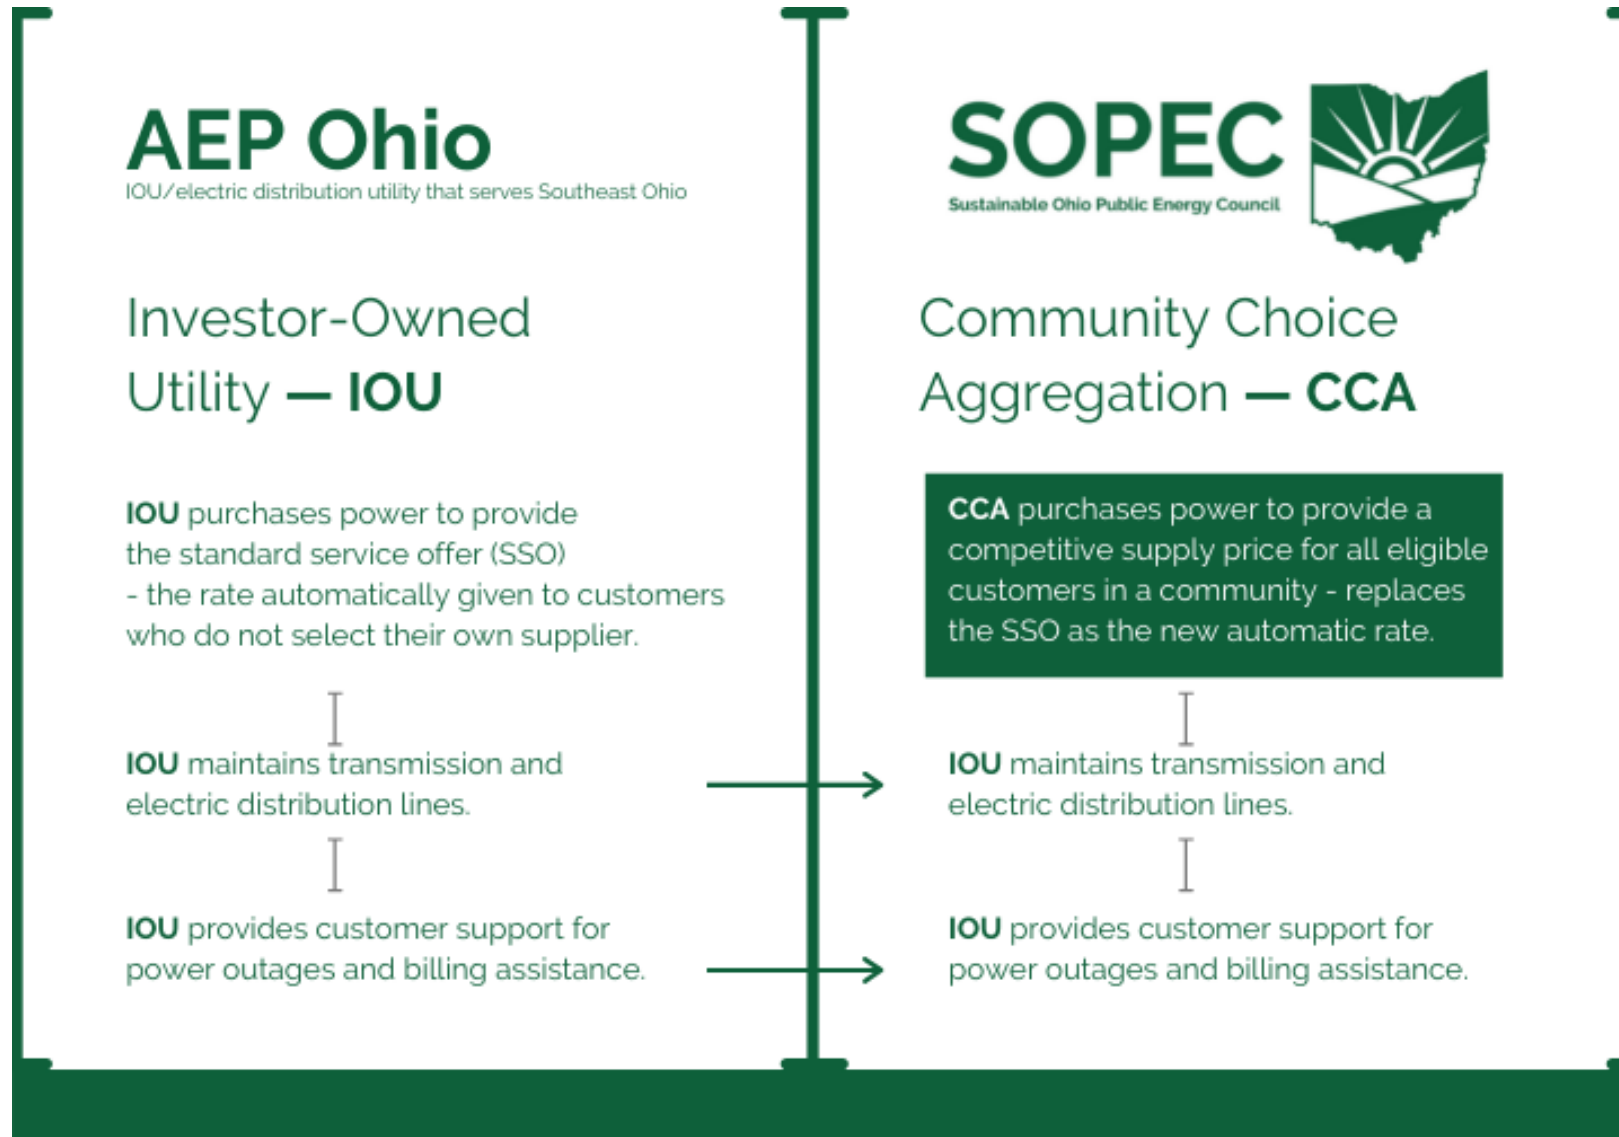 AEP Ohio
IOU/electric distribution utility that serves Southeast Ohio
Investor-Owned
Utility — IOU
IOU purchases power to provide
the standard service offer (SSO)
- the rate automatically given to customers
who do not select their own supplier.
IOU maintains transmission and
electric distribution lines.
IOU provides customer support for
power outages and billing assistance.
SOPEC
Sustainable Ohio Public Energy Council
Community Choice
Aggregation — CCA
CCA purchases power to provide a
competitive supply price for all eligible
customers in a community - replaces
the SSO as the new automatic rate.
IOU maintains transmission and
electric distribution lines.
IOU provides customer support for
power outages and billing assistance.